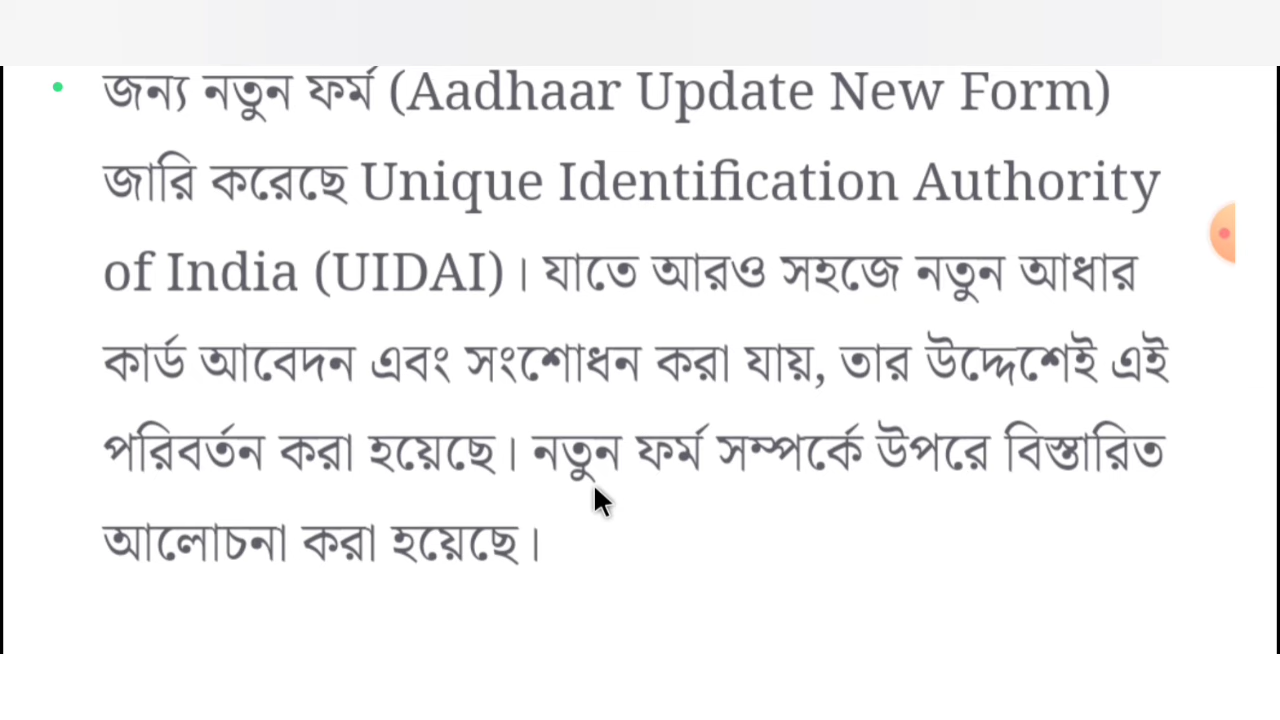 জন্য নতুন ফর্ম (Aadhaar Update New Form)
জারি করেছে Unique Identification Authority
of India (UIDAI)। যাতে আরও সহজে নতুন আধার
কার্ড আবেদন এবং সংশোধন করা যায়, তার উদ্দেশেই এই
পরিবর্তন করা হয়েছে। নতুন ফর্ম সম্পর্কে উপরে বিস্তারিত
আলোচনা করা হয়েছে।